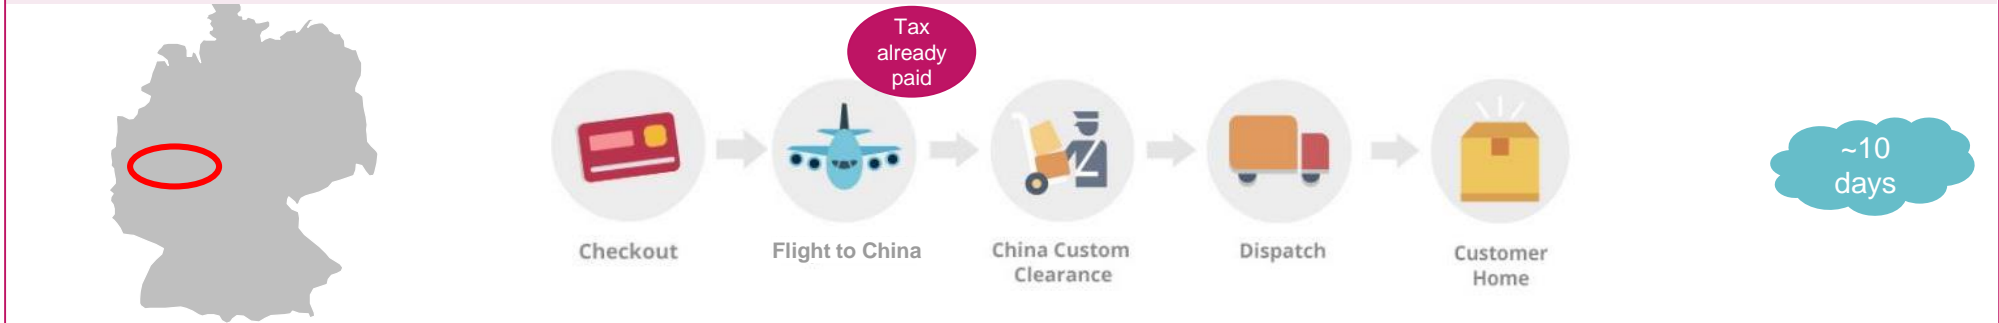 Tax
already
paid
~10
days
Checkout
Flight to China
China Custom
Clearance
Dispatch
Customer
Home